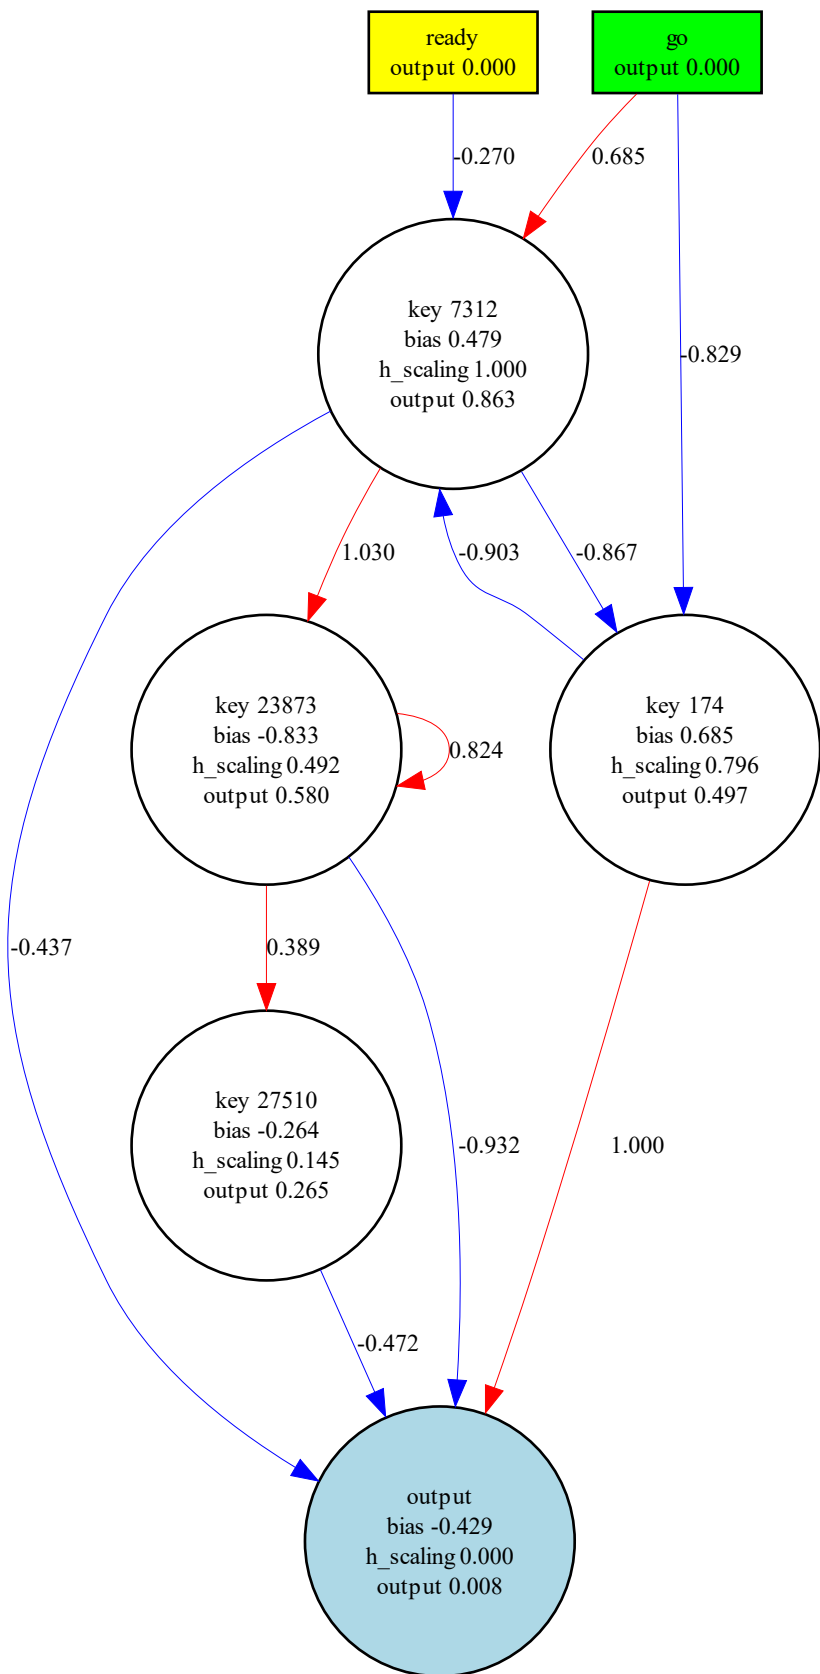 ready
output 0.000
go
output 0.000
-0.270
0.685
key 7312
bias 0.479
h_scaling 1.000
output 0.863
-0.829
1.030
-0.903
-0.867
key 23873
bias -0.833
h_scaling 0.492
output 0.580
0.824
key 174
bias 0.685
h_scaling 0.796
output 0.497
-0.437
0.389
key 27510
bias -0.264
h_scaling 0.145
output 0.265
-0.932
1.000
-0.472
output
bias -0.429
h_scaling 0.000
output 0.008